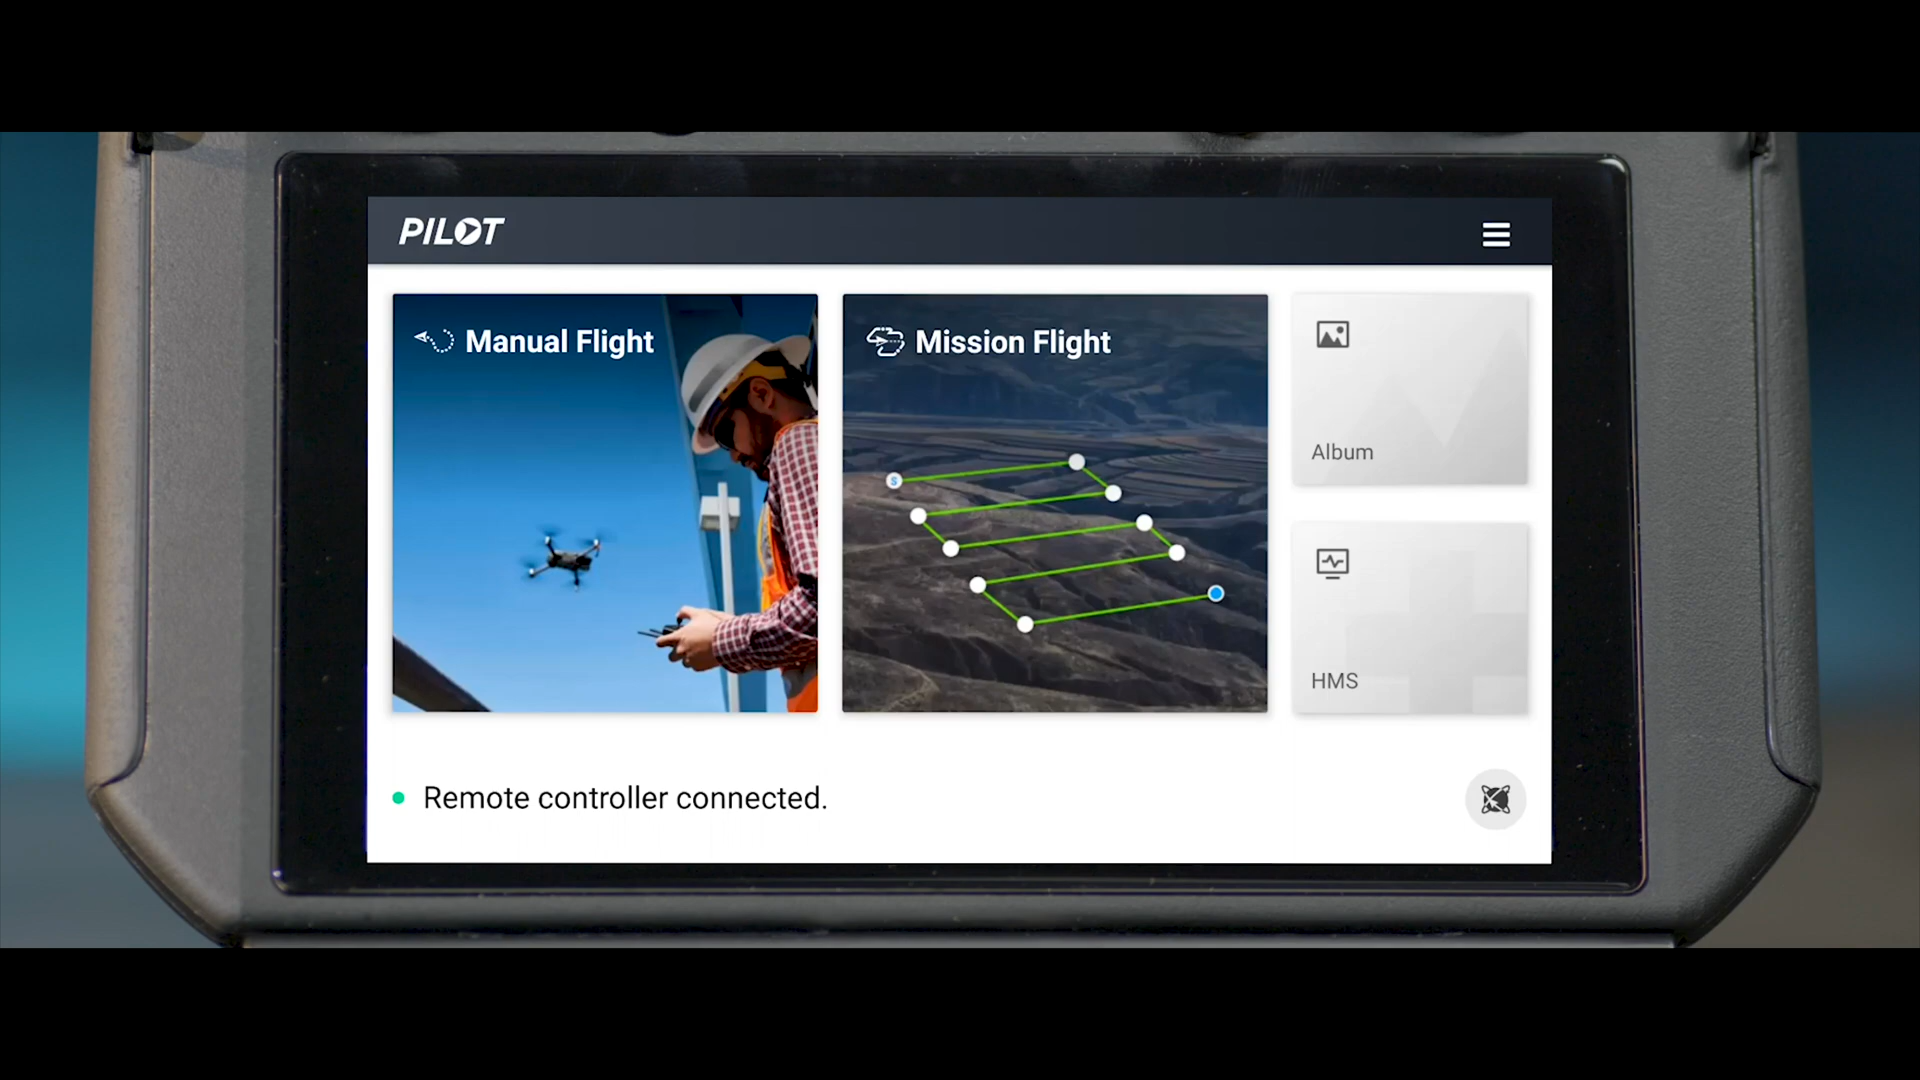 PILOT
Manual Flight
Mission Flight
S
Album
HMS
Remote controller connected.